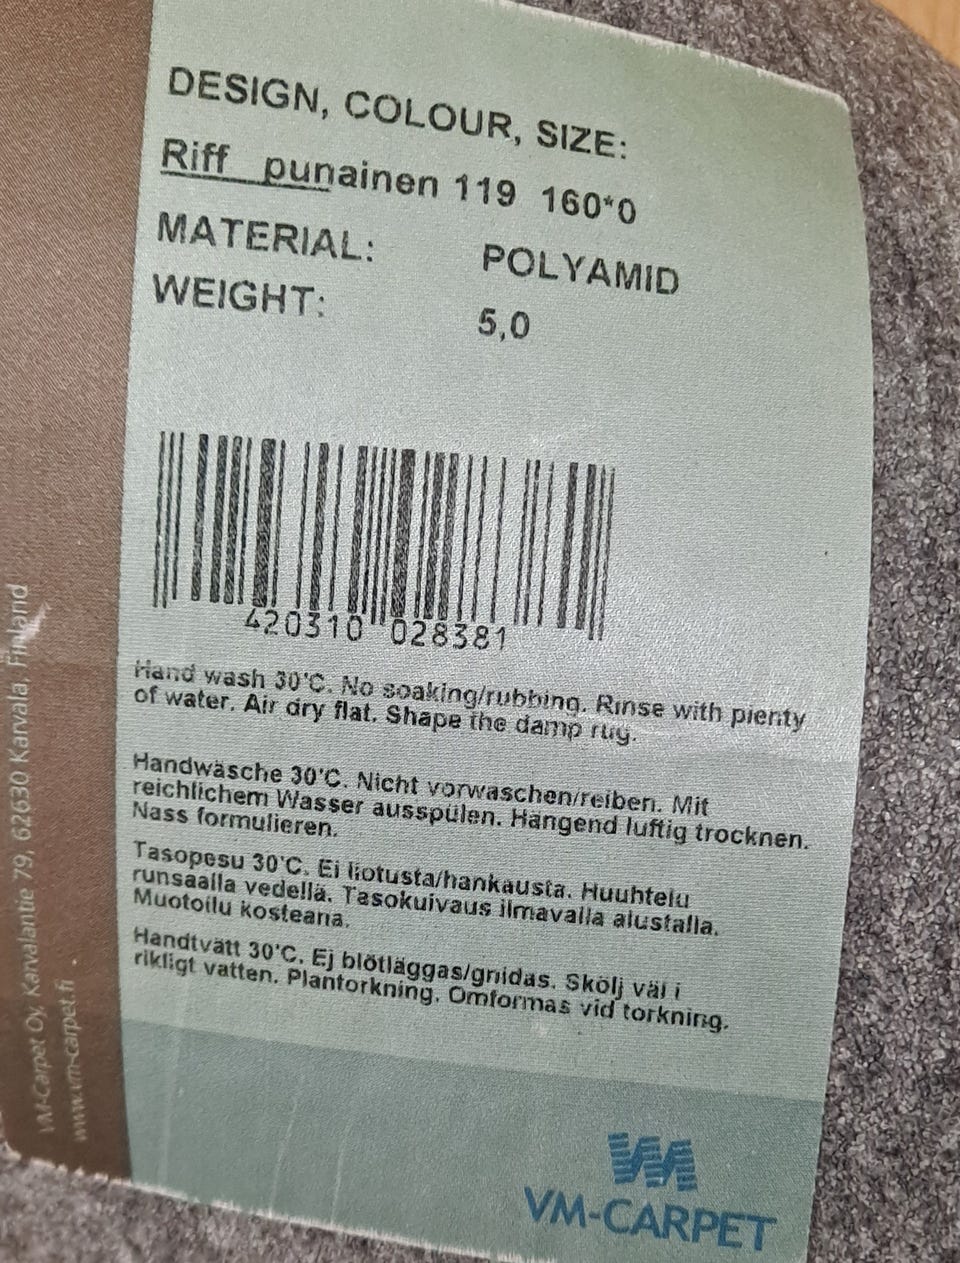 DESIGN, COLOUR, SIZE:
Riff punainen 119 160*0
MATERIAL: POLYAMID
WEIGHT: 5,0
420310 028381
Hand wash 30°C. No soaking/rubbing. Rinse with plenty
of water. Air dry flat. Shape the damp rug.
Handwäsche 30°C. Nicht vorwaschen/reiben. Mit
reichlichem Wasser ausspülen. Hängend luftig trocknen.
Nass formulieren.
Tasopesu 30°C. Ei liotusta/hankausta. Huuhtelu
runsaalla vedellä. Tasokuivaus ilmavalla alustalla.
Muotoilu kosteana.
Handtvätt 30°C. Ej blötläggas/gnidas. Skölj väl i
rikligt vatten. Plantorkning. Omformas vid torkning.
VM-CARPET
VM-Carpet Oy, Karvalantie 79, 62630 Karvala, Finland
www.vm-carpet.fi